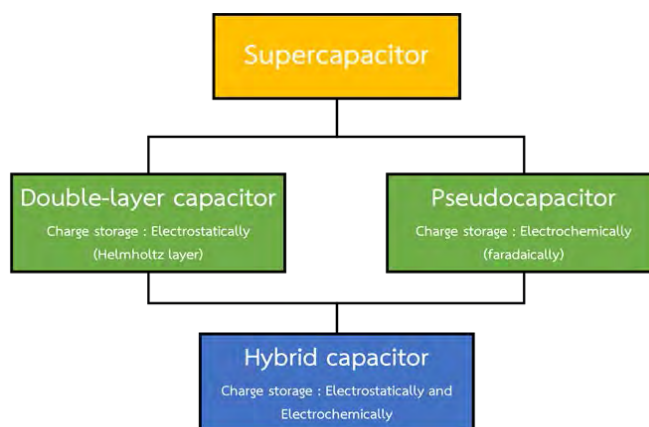 Supercapacitor
Double-layer capacitor
Charge storage : Electrostatically
(Helmholtz layer)
Pseudocapacitor
Charge storage : Electrochemically
(faradaically)
Hybrid capacitor
Charge storage : Electrostatically and
Electrochemically